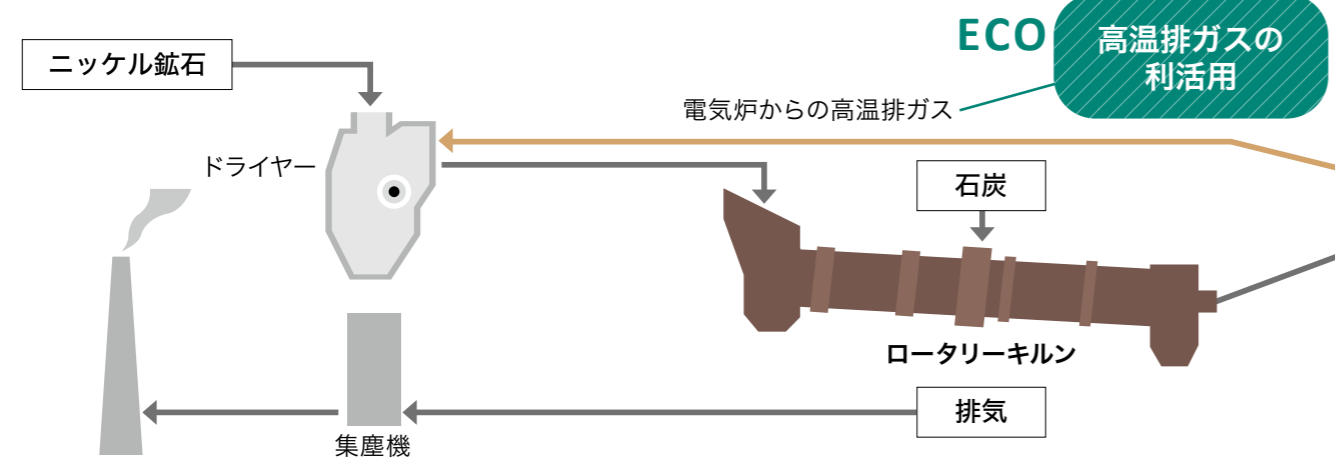 ECO
高温排ガスの
利活用
ニッケル鉱石
電気炉からの高温排ガス
ドライヤー
石炭
ロータリーキルン
排気
集塵機